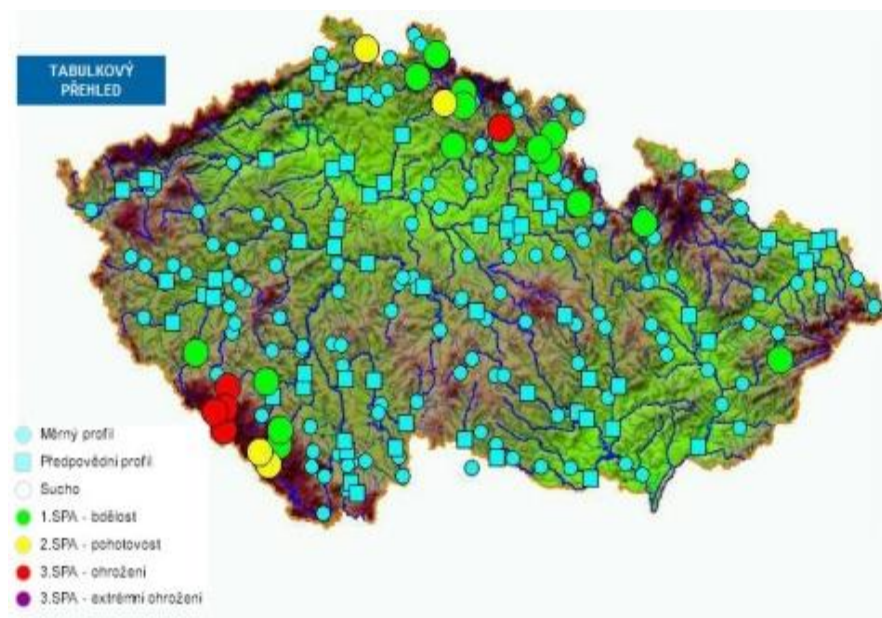 TABULKOVÝ
PŘEHLED
Měrný profil
Předpovědní profil
Sucho
1.SPA - bdělost
2.SPA - pohotovost
3.SPA - ohrožení
3.SPA - extrémní ohrožení